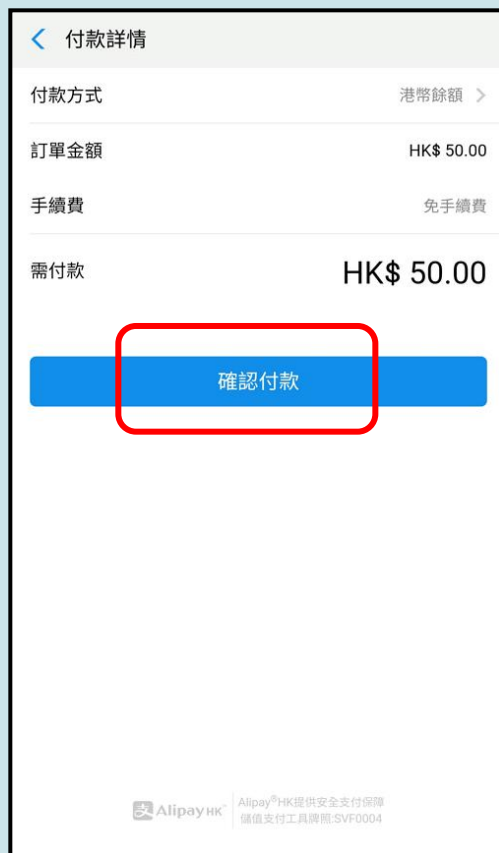 付款詳情
付款方式 港幣餘額
訂單金額 HK$ 50.00
手續費 免手續費
需付款 HK$ 50.00
確認付款
支 Alipay HK™ Alipay®HK提供安全支付保障
儲值支付工具牌照:SVF0004